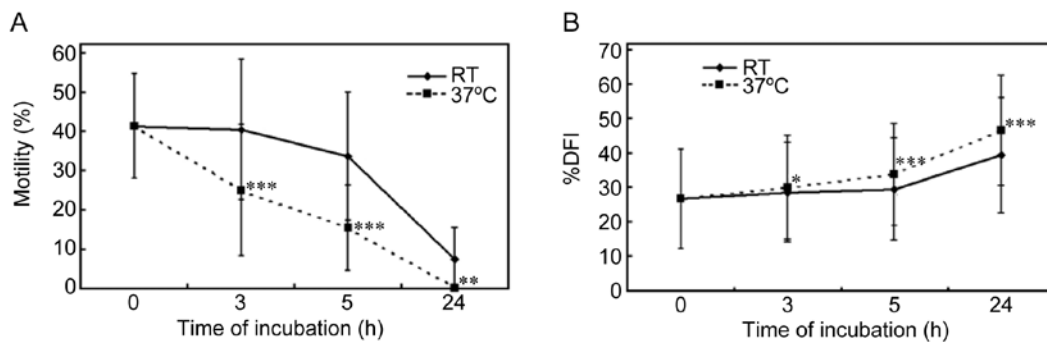 A
60
50
40
30
20
10
0
Motility (%)
RT
37ºC
***
***
**
0 3 5 24
Time of incubation (h)
B
70
60
50
40
30
20
10
0
%DFI
RT
37ºC
*
***
***
0 3 5 24
Time of incubation (h)